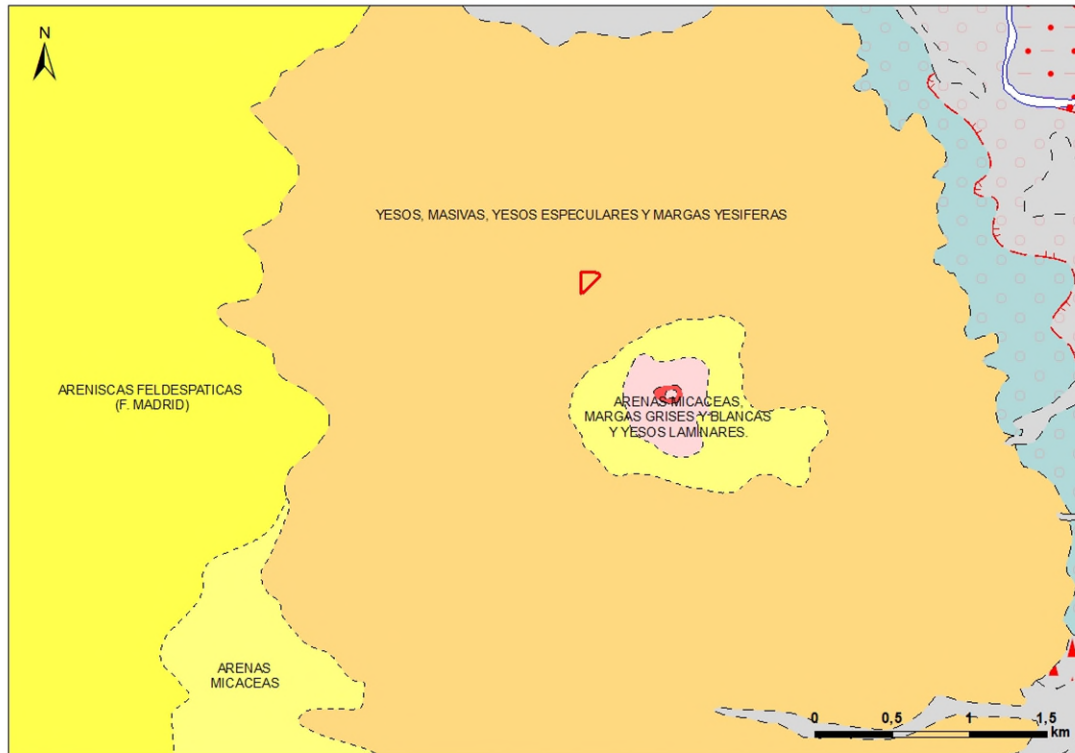 N
YESOS, MASIVAS, YESOS ESPECULARES Y MARGAS YESIFERAS
ARENISCAS FELDESPATICAS
(F. MADRID)
ARENAS MICACEAS,
MARGAS GRISES Y BLANCAS
Y YESOS LAMINARES.
ARENAS
MICACEAS
0 0,5 1 1,5
km